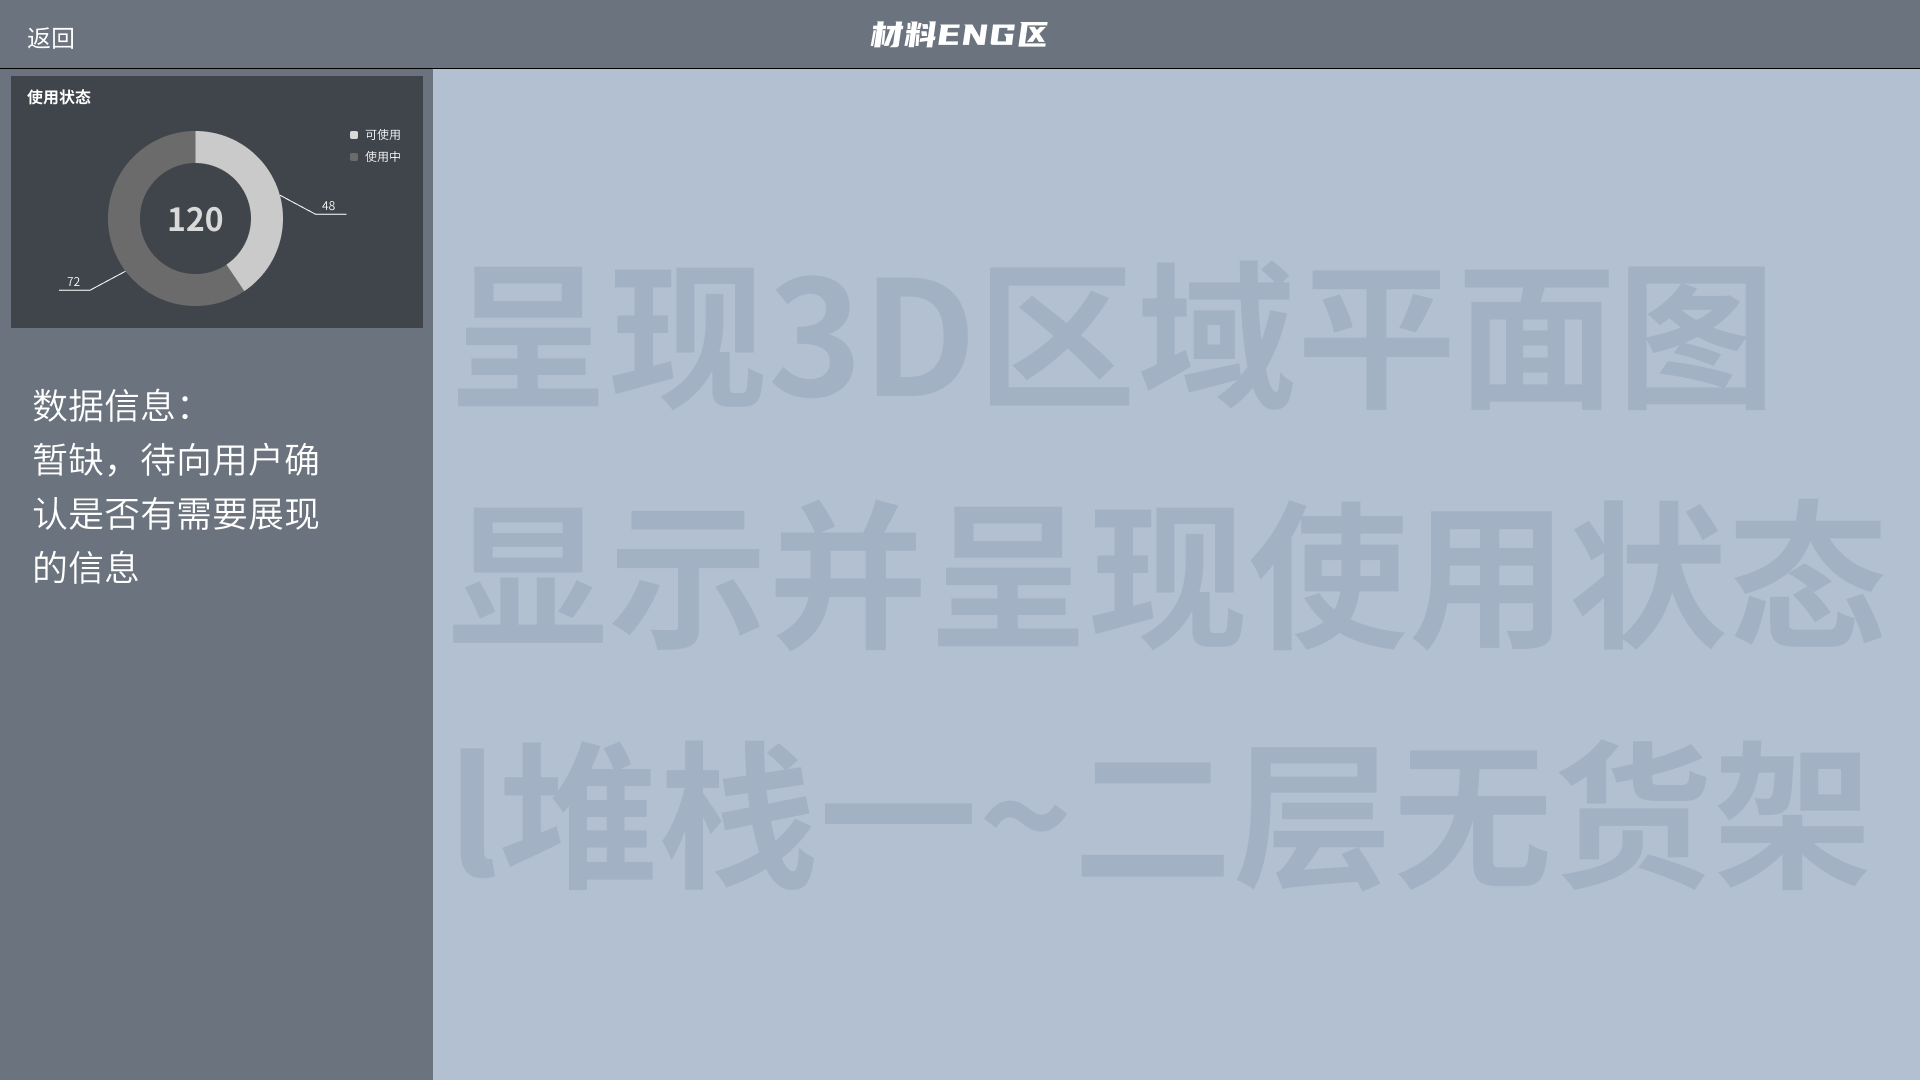 返回
材料ENG区
使用状态
可使用
使用中
48
120
72
数据信息：
暂缺，待向用户确
认是否有需要展现
的信息
呈现3D区域平面图
显示并呈现使用状态
l堆栈一~二层无货架